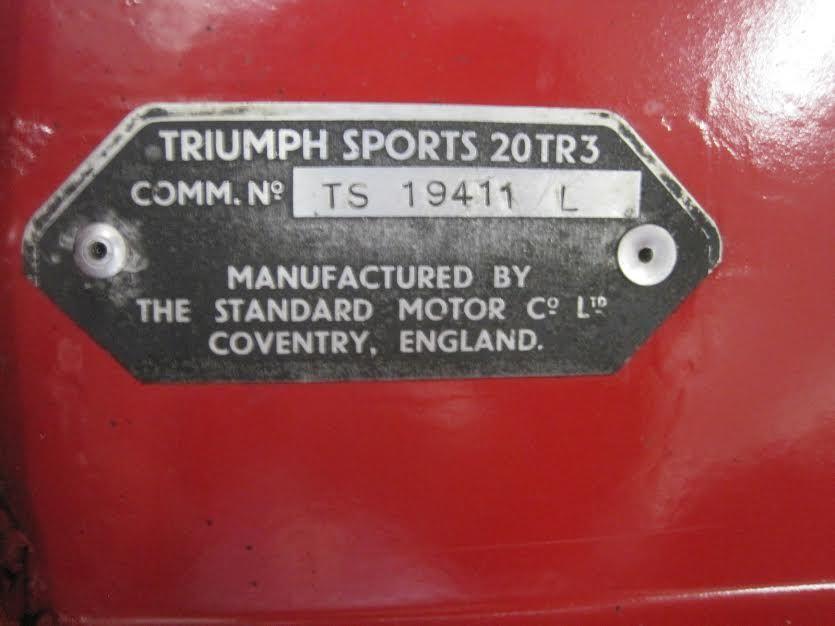 TRIUMPH SPORTS 20TR3
COMM. Nº TS 19411 L
MANUFACTURED BY
THE STANDARD MOTOR Cº Lᵀᴰ
COVENTRY, ENGLAND.